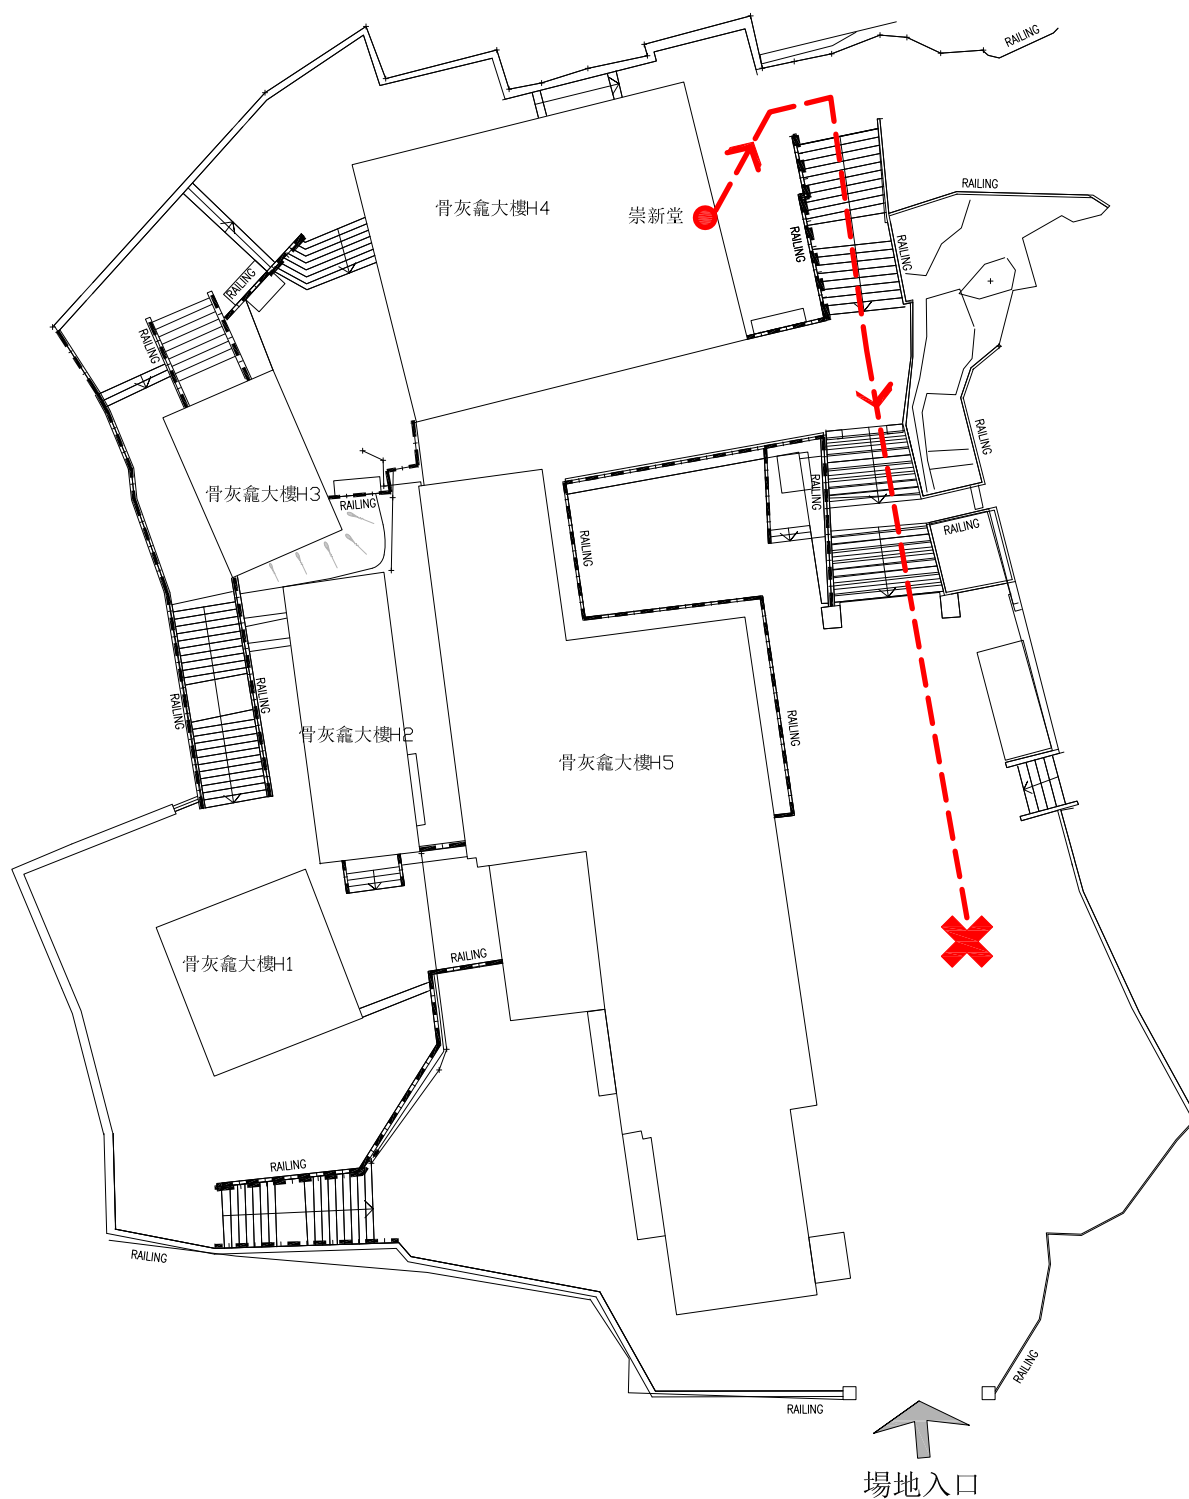 RAILING
RAILING
骨灰龕大樓H4
崇新堂
RAILING
RAILING
RAILING
RAILING
RAILING
骨灰龕大樓H3
RAILING
RAILING
RAILING
RAILING
RAILING
RAILING
RAILING
RAILING
骨灰龕大樓H2
骨灰龕大樓H5
骨灰龕大樓H1
RAILING
RAILING
RAILING
RAILING
RAILING
場地入口